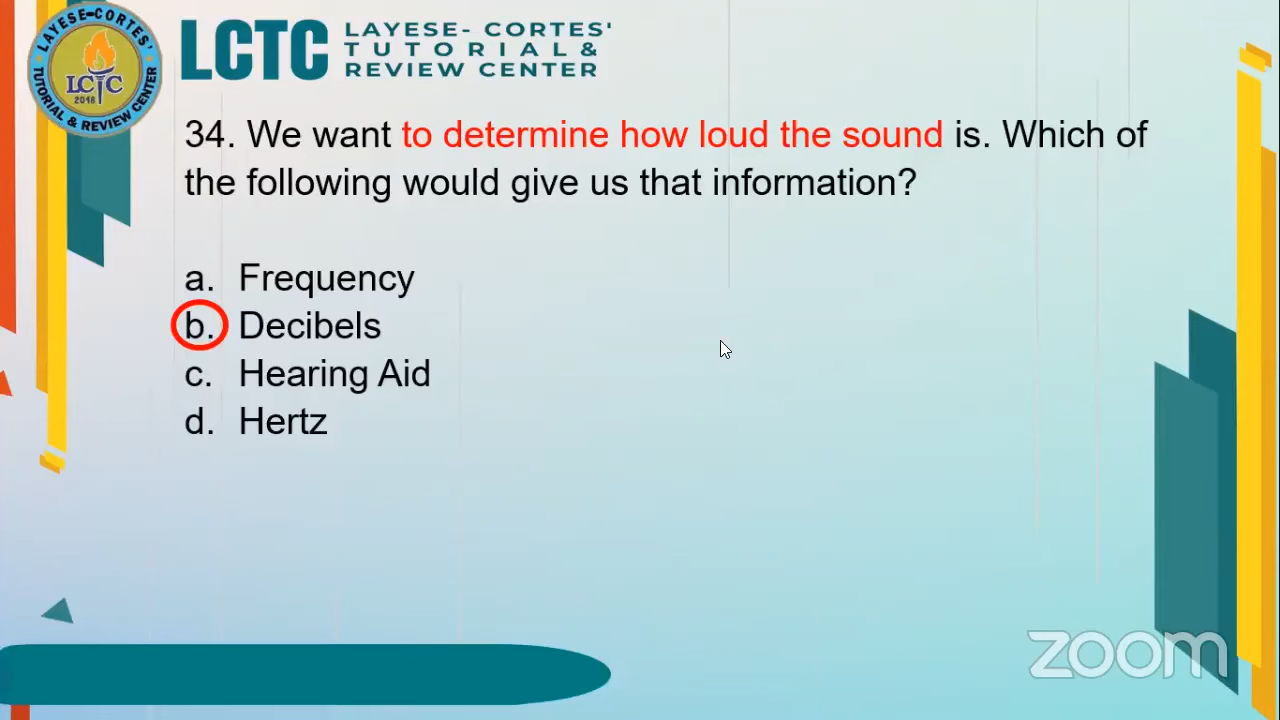 LAYESE-CORTES'
TUTORIAL & REVIEW CENTER
LCTC
2018
LCTC
LAYESE- CORTES'
TUTORIAL &
REVIEW CENTER
34. We want to determine how loud the sound is. Which of
the following would give us that information?
a. Frequency
b. Decibels
c. Hearing Aid
d. Hertz
zoom